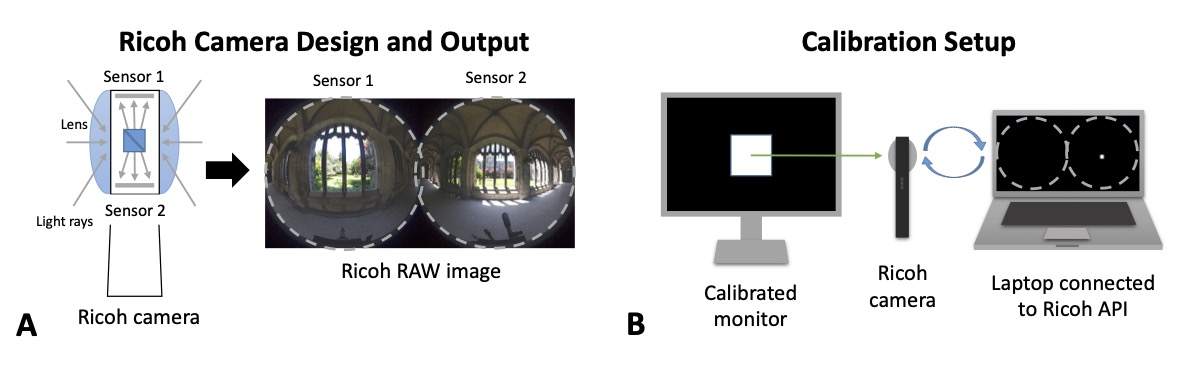 Ricoh Camera Design and Output
Sensor 1
Lens
Light rays
Sensor 2
Ricoh camera
A
Sensor 1
Sensor 2
Ricoh RAW image
Calibration Setup
Calibrated
monitor
Ricoh
camera
Laptop connected
to Ricoh API
B